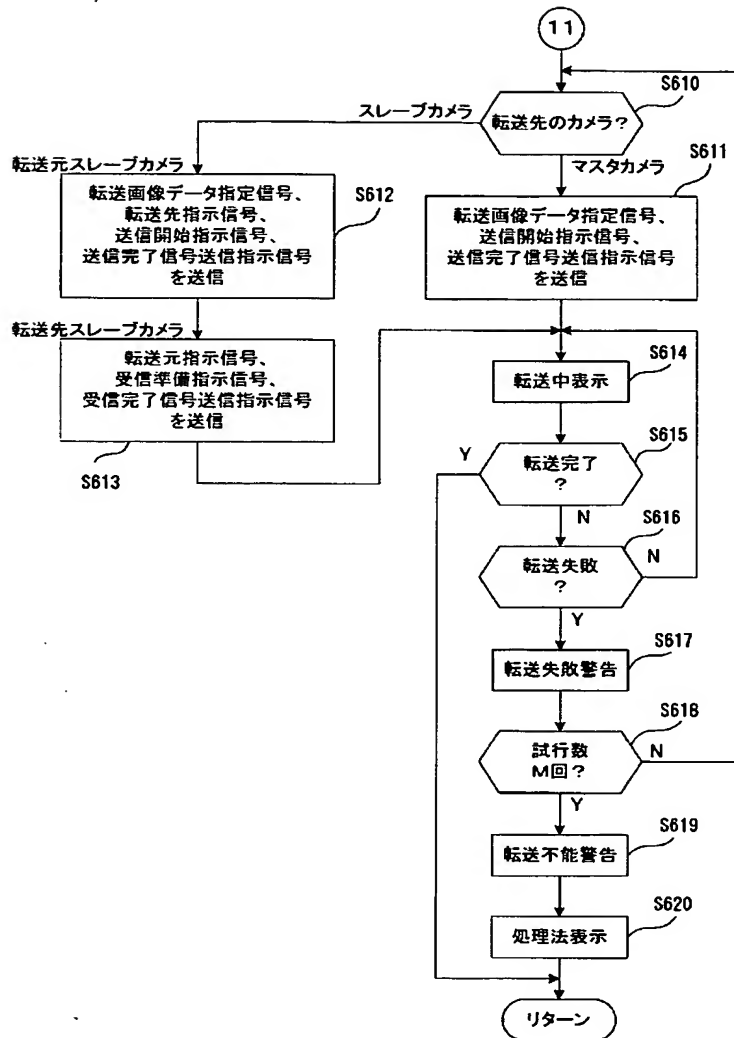 11
S610
転送先のカメラ?
スレーブカメラ
マスタカメラ
S611
転送画像データ指定信号、
送信開始指示信号、
送信完了信号送信指示信号
を送信
転送元スレーブカメラ
S612
転送画像データ指定信号、
転送先指示信号、
送信開始指示信号、
送信完了信号送信指示信号
を送信
転送先スレーブカメラ
転送元指示信号、
受信準備指示信号、
受信完了信号送信指示信号
を送信
S613
S614
転送中表示
S615
転送完了
?
Y
N
S616
転送失敗
?
N
Y
S617
転送失敗警告
S618
試行数
M回?
N
Y
S619
転送不能警告
S620
処理法表示
リターン